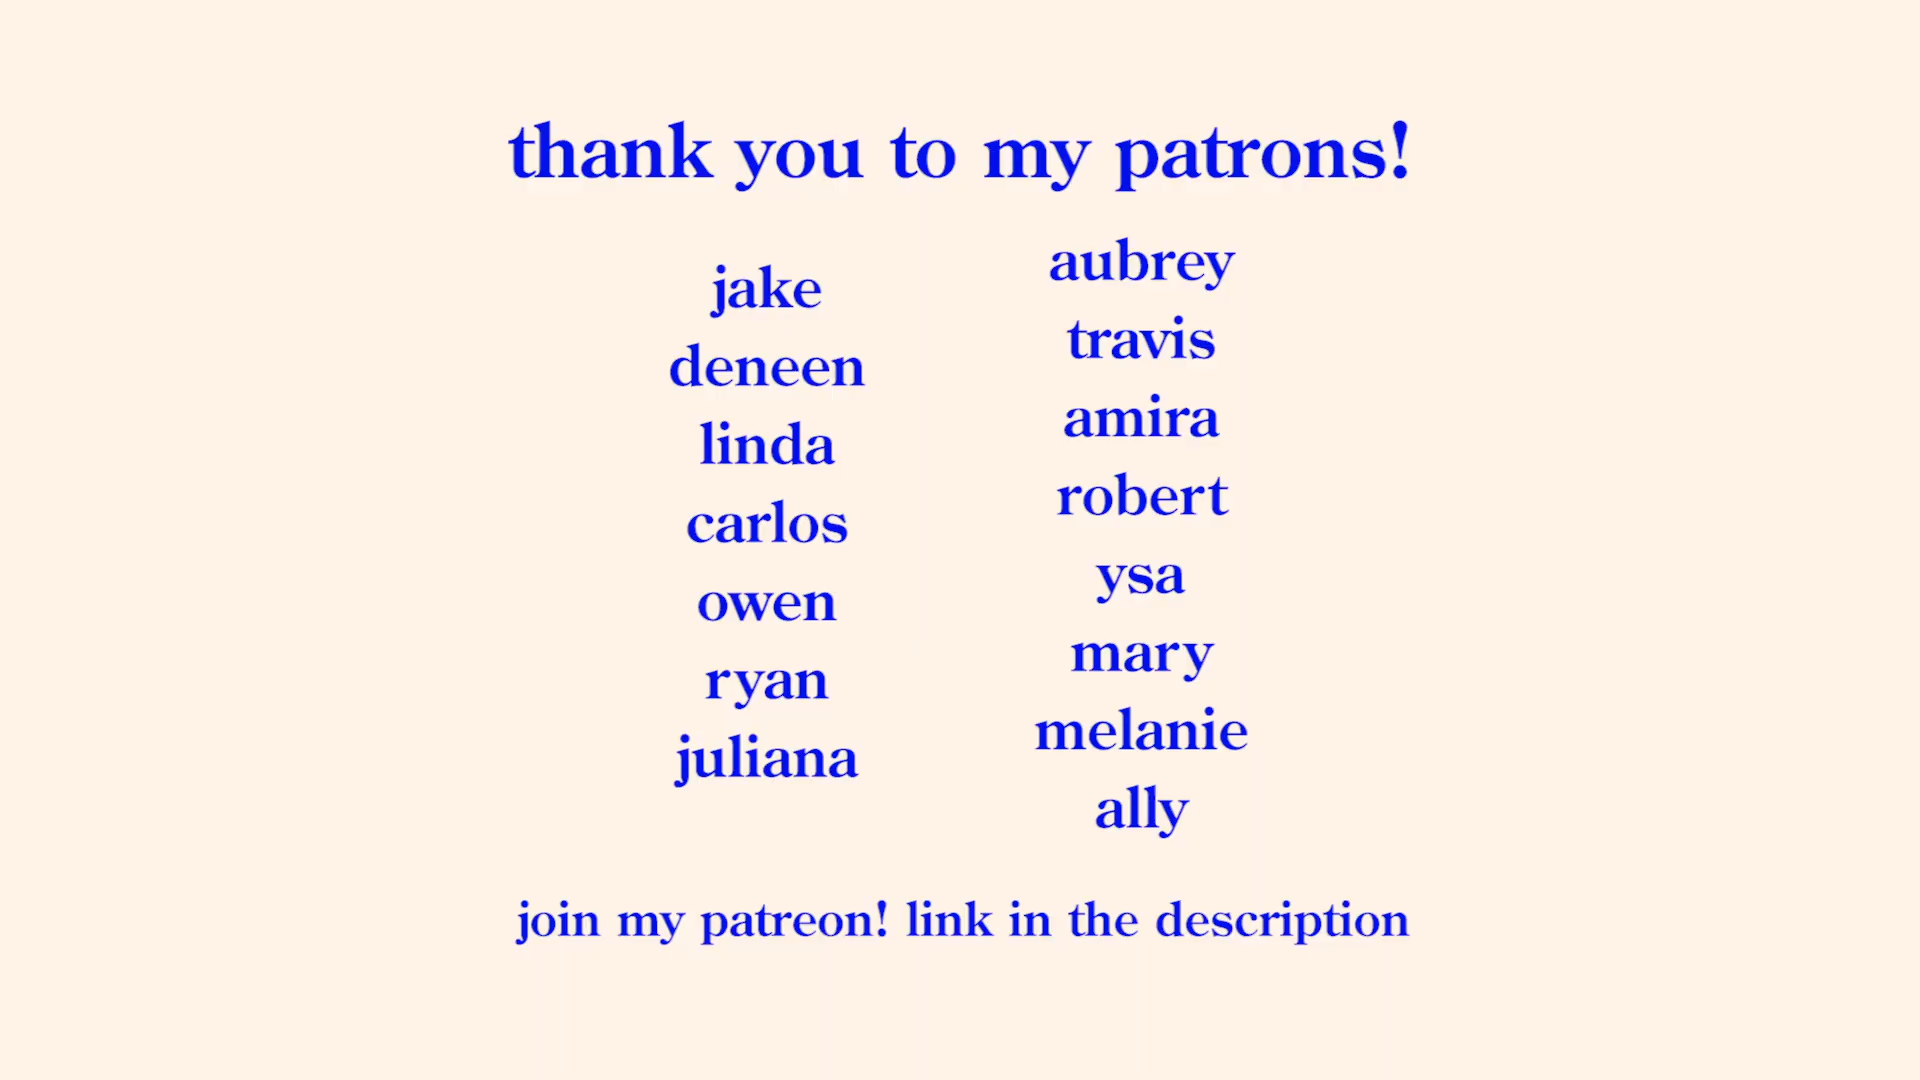 thank you to my patrons!
jake
deneen
linda
carlos
owen
ryan
juliana
aubrey
travis
amira
robert
ysa
mary
melanie
ally
join my patreon! link in the description